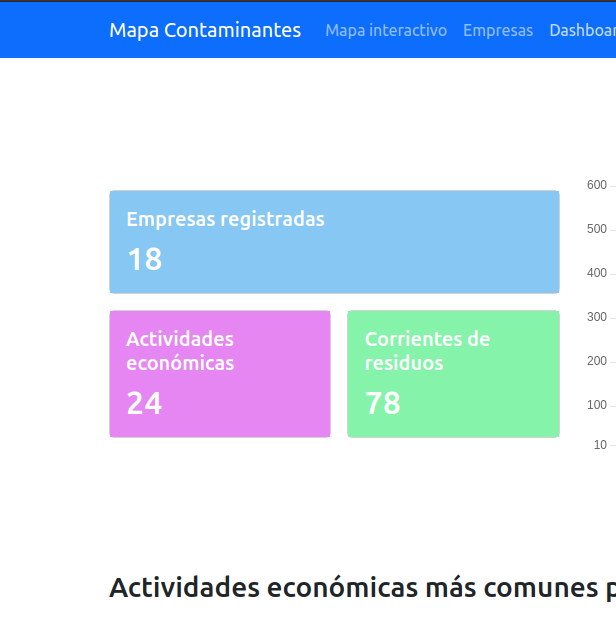 Mapa Contaminantes Mapa interactivo Empresas
Empresas registradas
18
Actividades
económicas
24
Corrientes de
residuos
78
600
500
400
300
200
100
10
Actividades económicas más comunes